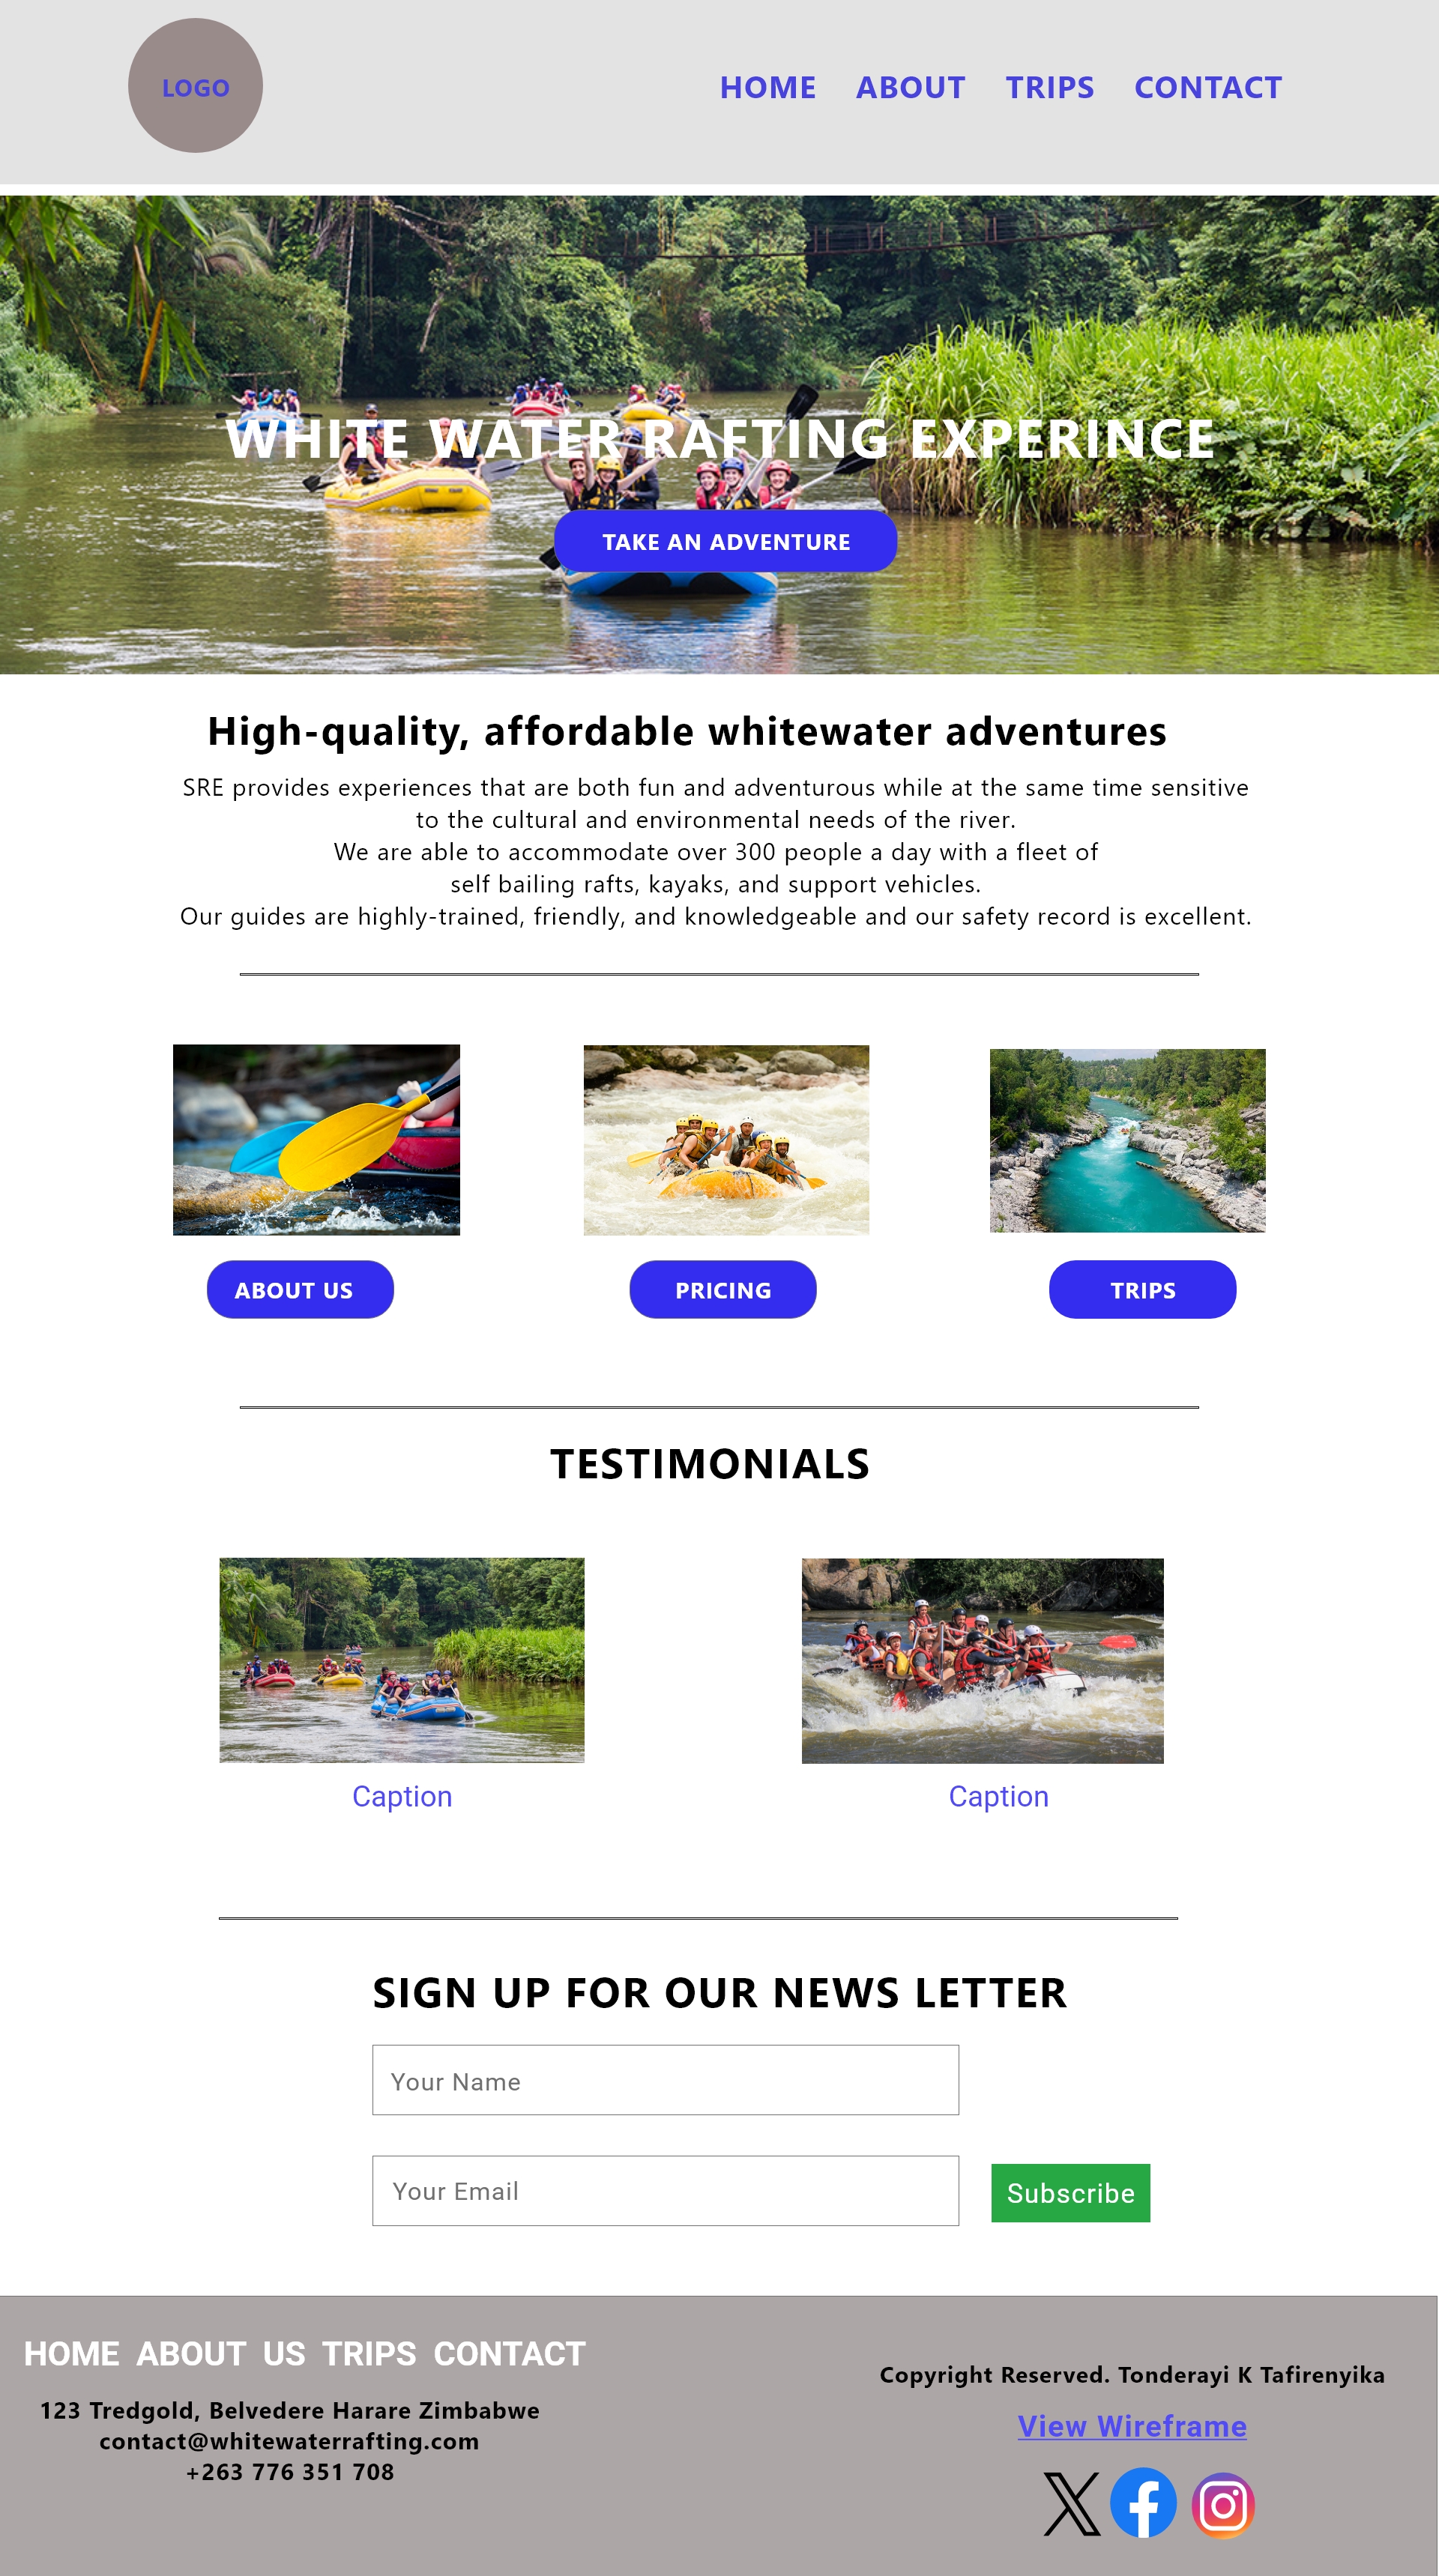 LOGO
HOME ABOUT TRIPS CONTACT
WHITE WATER RAFTING EXPERINCE
TAKE AN ADVENTURE
High-quality, affordable whitewater adventures
SRE provides experiences that are both fun and adventurous while at the same time sensitive
to the cultural and environmental needs of the river.
We are able to accommodate over 300 people a day with a fleet of
self bailing rafts, kayaks, and support vehicles.
Our guides are highly-trained, friendly, and knowledgeable and our safety record is excellent.
ABOUT US
PRICING
TRIPS
TESTIMONIALS
Caption
Caption
SIGN UP FOR OUR NEWS LETTER
Your Name
Your Email
Subscribe
HOME ABOUT US TRIPS CONTACT
123 Tredgold, Belvedere Harare Zimbabwe
contact@whitewaterrafting.com
+263 776 351 708
Copyright Reserved. Tonderayi K Tafirenyika
View Wireframe